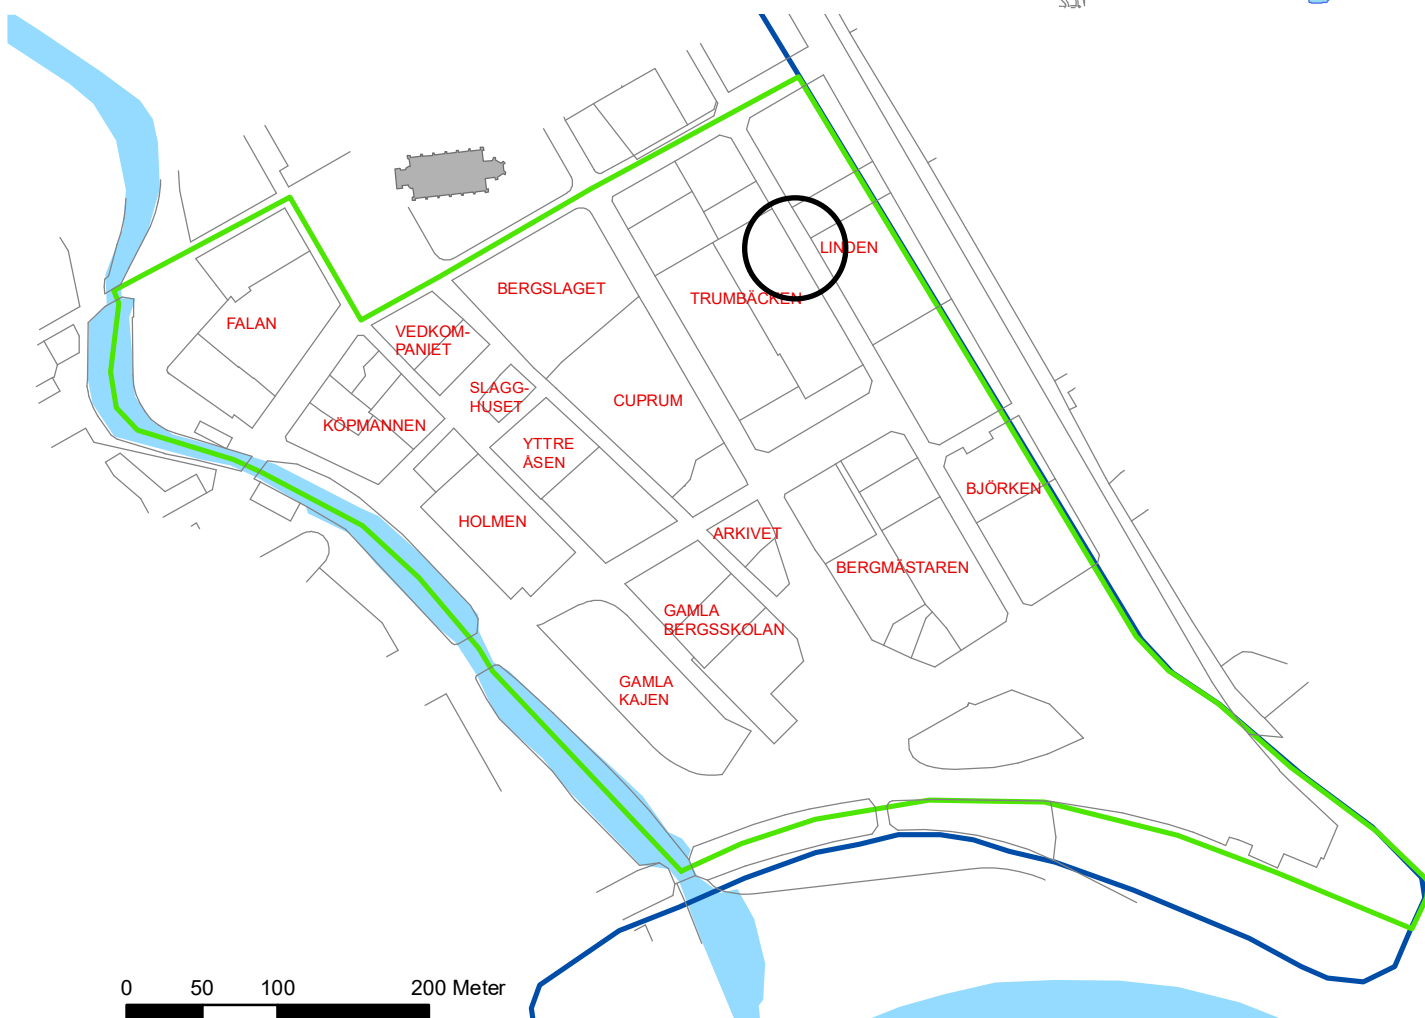 LINDEN
BERGSLAGET
TRUMBÄCKEN
FALAN
VEDKOM-
PANIET
SLAGG-
HUSET
CUPRUM
KÖPMANNEN
YTTRE
ÅSEN
BJÖRKEN
HOLMEN
ARKIVET
BERGMÄSTAREN
GAMLA
BERGSSKOLAN
GAMLA
KAJEN
0 50 100 200 Meter